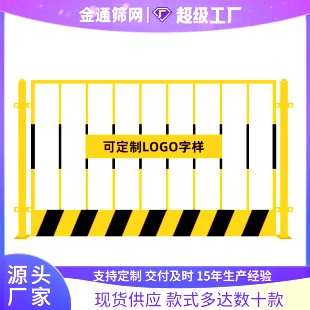 金通筛网 超级工厂
可定制LOGO字样
源头
厂家
支持定制 交付及时 15年生产经验
现货供应 款式多达数十款